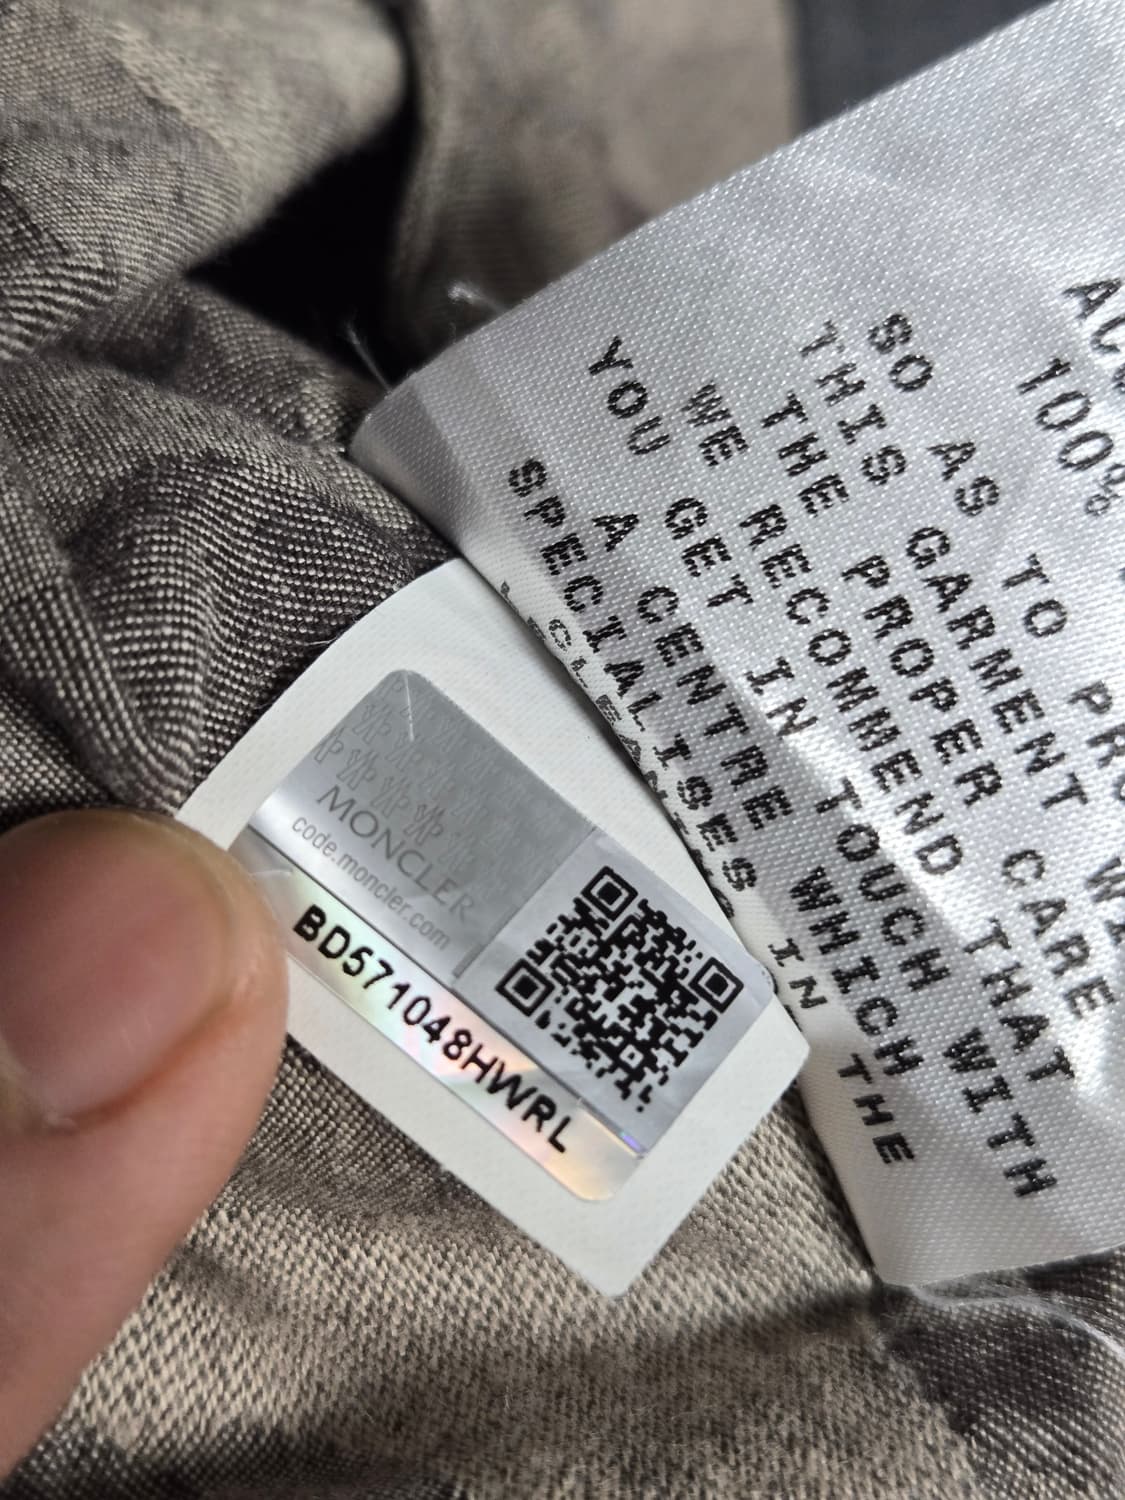 100%
SO AS TO
THIS GARMENT
THE PROPER CARE
WE RECOMMEND THAT
YOU GET IN TOUCH WITH
A CENTRE WHICH
SPECIALISES IN THE
MONCLER
code.moncler.com
BD571048HWRL